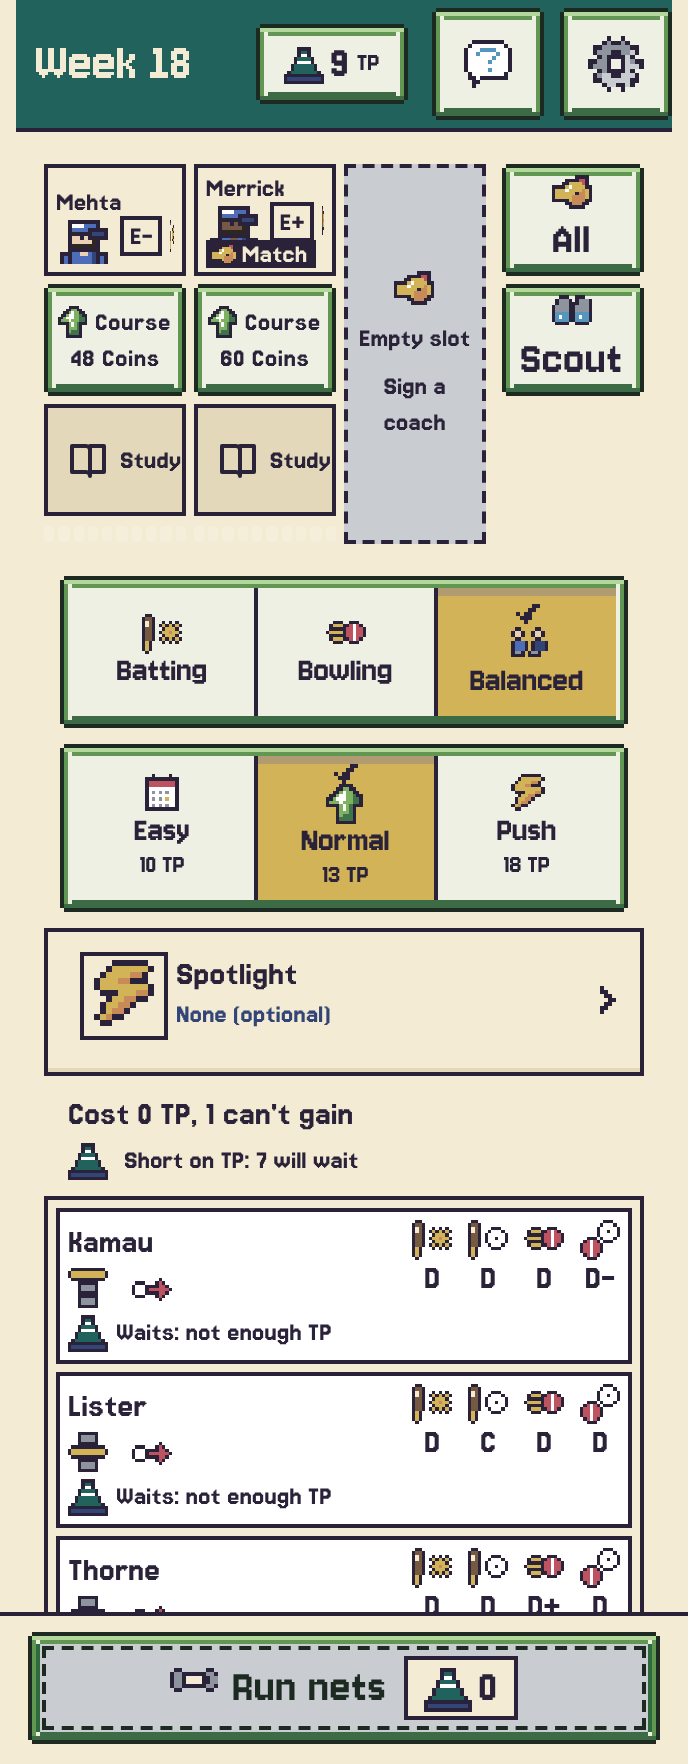 Week 18
9 TP
Mehta
E-
Merrick
E+
Match
All
Course
48 Coins
Course
60 Coins
Empty slot
Sign a
coach
Scout
Study
Study
Batting
Bowling
Balanced
Easy
10 TP
Normal
13 TP
Push
18 TP
Spotlight
None (optional)
Cost 0 TP, 1 can't gain
Short on TP: 7 will wait
Kamau
D D D D-
Waits: not enough TP
Lister
D C D D
Waits: not enough TP
Thorne
D D D+ D
Run nets 0